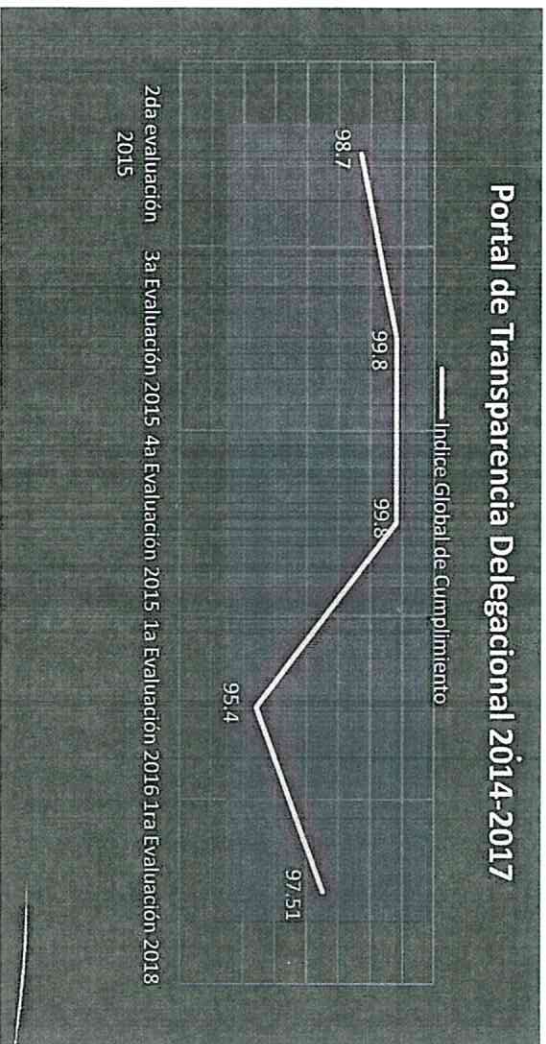 Portal de Transparencia Delegacional 2014-2017
Indice Global de Cumplimiento
98.7
99.8
99.8
95.4
97.51
2da evaluación
2015
3a Evaluación 2015
4a Evaluación 2015
1a Evaluación 2016
1ra Evaluación 2018